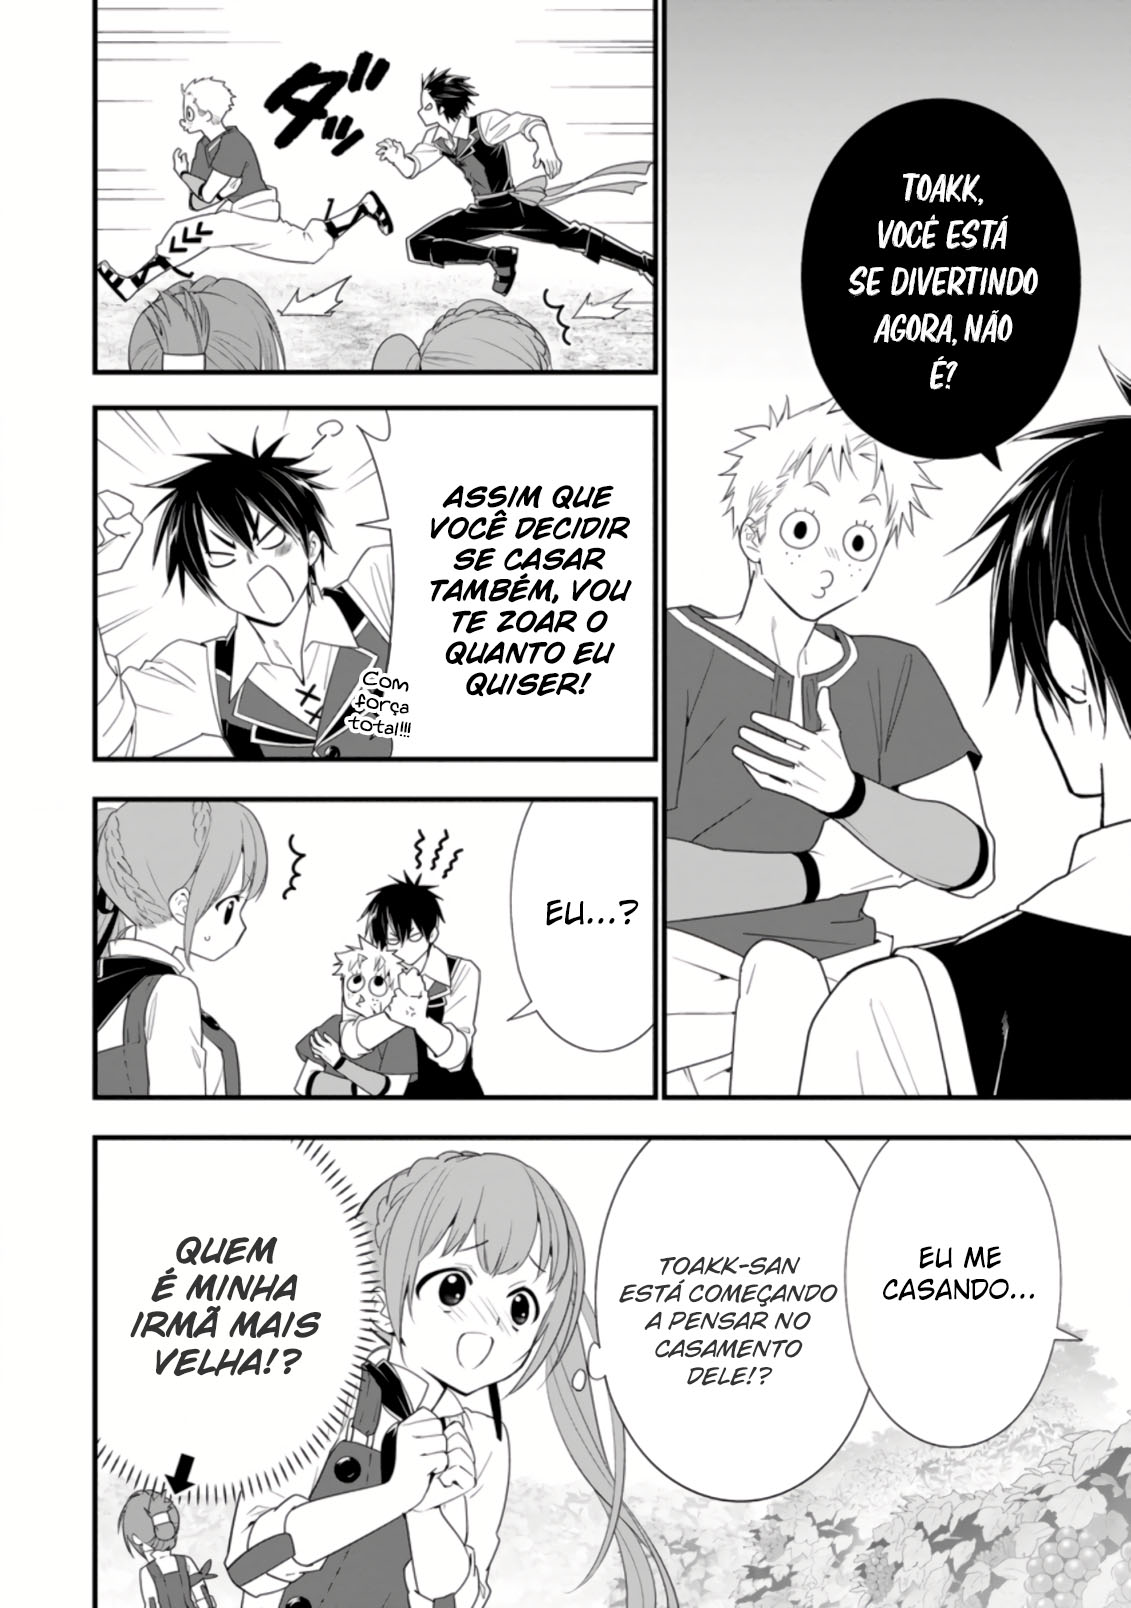 TOAKK,
VOCÊ ESTÁ
SE DIVERTINDO
AGORA, NÃO
É?
ダッ
ASSIM QUE
VOCÊ DECIDIR
SE CASAR
TAMBÉM, VOU
TE ZOAR O
QUANTO EU
QUISER!
Com
força
total!!!
EU...?
EU ME
CASANDO...
TOAKK-SAN
ESTÁ COMEÇANDO
A PENSAR NO
CASAMENTO
DELE!?
QUEM
É MINHA
IRMÃ MAIS
VELHA!?